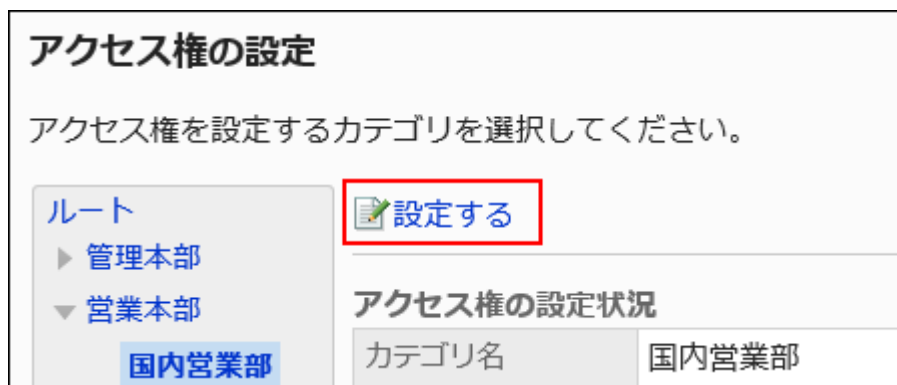 アクセス権の設定
アクセス権を設定するカテゴリを選択してください。
ルート
管理本部
営業本部
国内営業部
設定する
アクセス権の設定状況
カテゴリ名 国内営業部